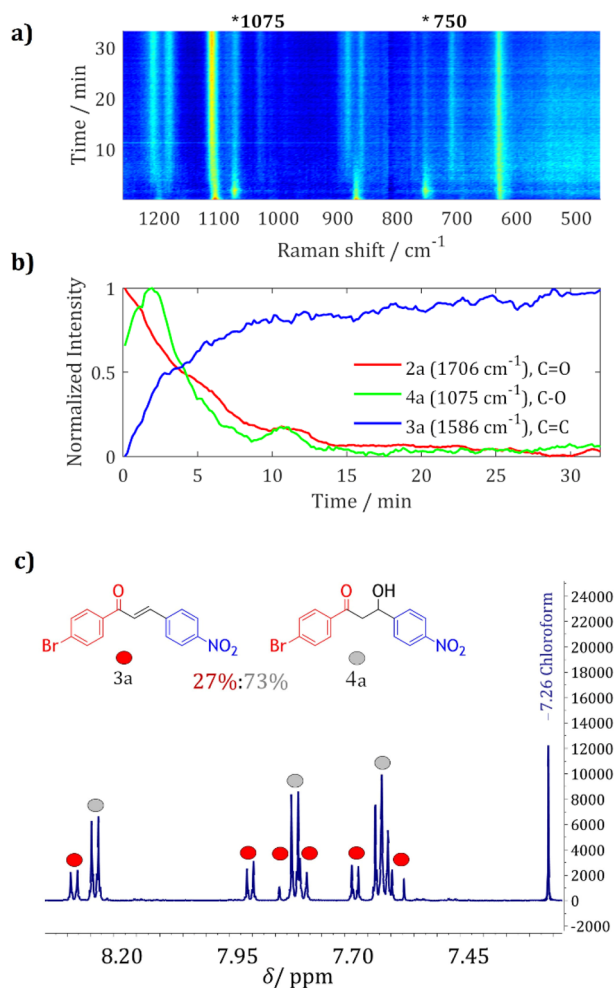 a)
*1075
*750
Time / min
30
20
10
1200 1100 1000 900 800 700 600 500
Raman shift / cm-1
b)
Normalized Intensity
1
0.5
0
2a (1706 cm-1), C=O
4a (1075 cm-1), C-O
3a (1586 cm-1), C=C
0 5 10 15 20 25 30
Time / min
c)
O
Br
NO2
3a
27%:73%
O OH
Br
NO2
4a
-7.26 Chloroform
24000
22000
20000
18000
16000
14000
12000
10000
8000
6000
4000
2000
0
-2000
8.20 7.95 7.70 7.45
δ/ ppm